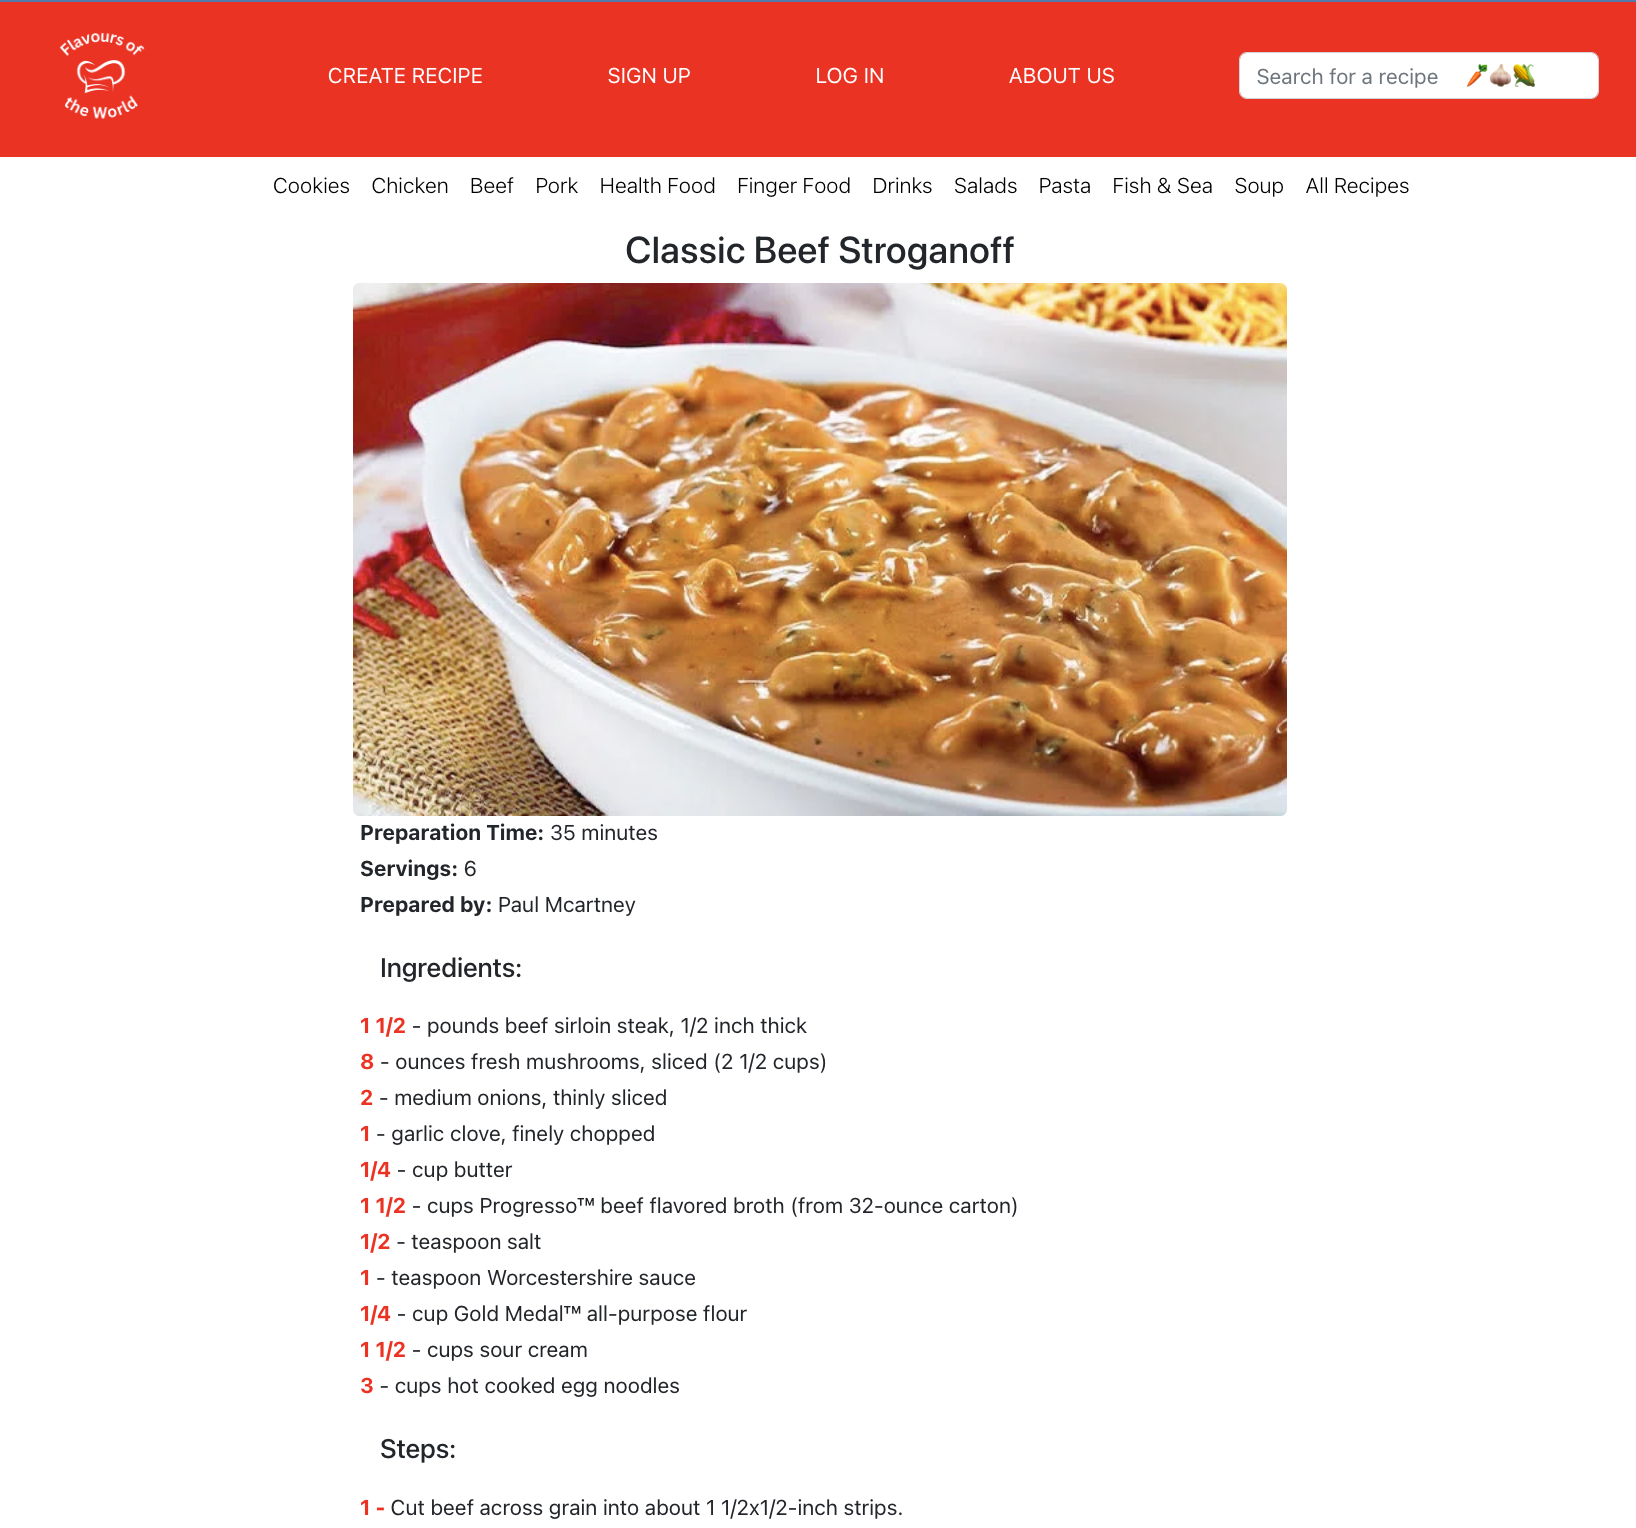 Flavours of
the World
CREATE RECIPE
SIGN UP
LOG IN
ABOUT US
Search for a recipe 🥕🧄🌽
Cookies Chicken Beef Pork Health Food Finger Food Drinks Salads Pasta Fish & Sea Soup All Recipes
Classic Beef Stroganoff
Preparation Time: 35 minutes
Servings: 6
Prepared by: Paul Mcartney
Ingredients:
1 1/2 - pounds beef sirloin steak, 1/2 inch thick
8 - ounces fresh mushrooms, sliced (2 1/2 cups)
2 - medium onions, thinly sliced
1 - garlic clove, finely chopped
1/4 - cup butter
1 1/2 - cups Progresso™ beef flavored broth (from 32-ounce carton)
1/2 - teaspoon salt
1 - teaspoon Worcestershire sauce
1/4 - cup Gold Medal™ all-purpose flour
1 1/2 - cups sour cream
3 - cups hot cooked egg noodles
Steps:
1 - Cut beef across grain into about 1 1/2x1/2-inch strips.